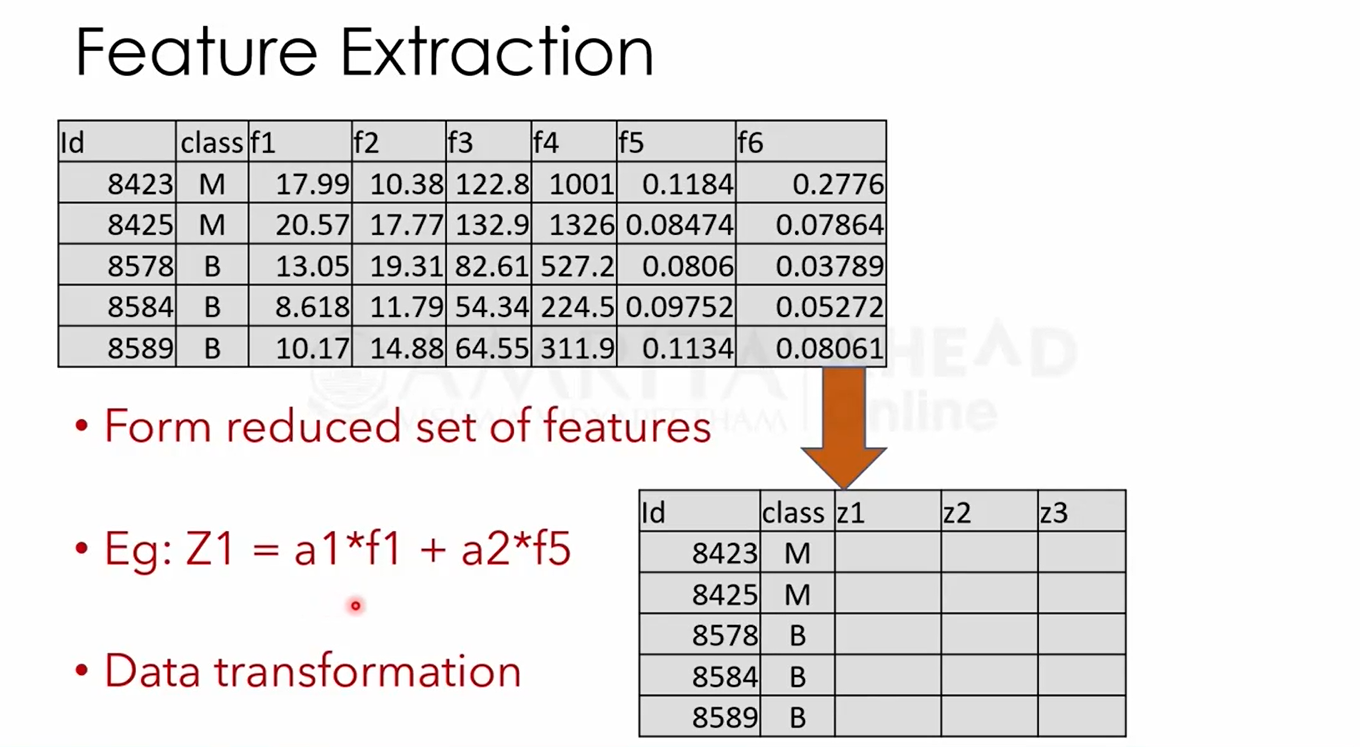 Feature Extraction
Id class f1 f2 f3 f4 f5 f6
8423 M 17.99 10.38 122.8 1001 0.1184 0.2776
8425 M 20.57 17.77 132.9 1326 0.08474 0.07864
8578 B 13.05 19.31 82.61 527.2 0.0806 0.03789
8584 B 8.618 11.79 54.34 224.5 0.09752 0.05272
8589 B 10.17 14.88 64.55 311.9 0.1134 0.08061
AMRITA AHEAD
Online
• Form reduced set of features
• Eg: Z1 = a1*f1 + a2*f5
• Data transformation
Id class z1 z2 z3
8423 M
8425 M
8578 B
8584 B
8589 B